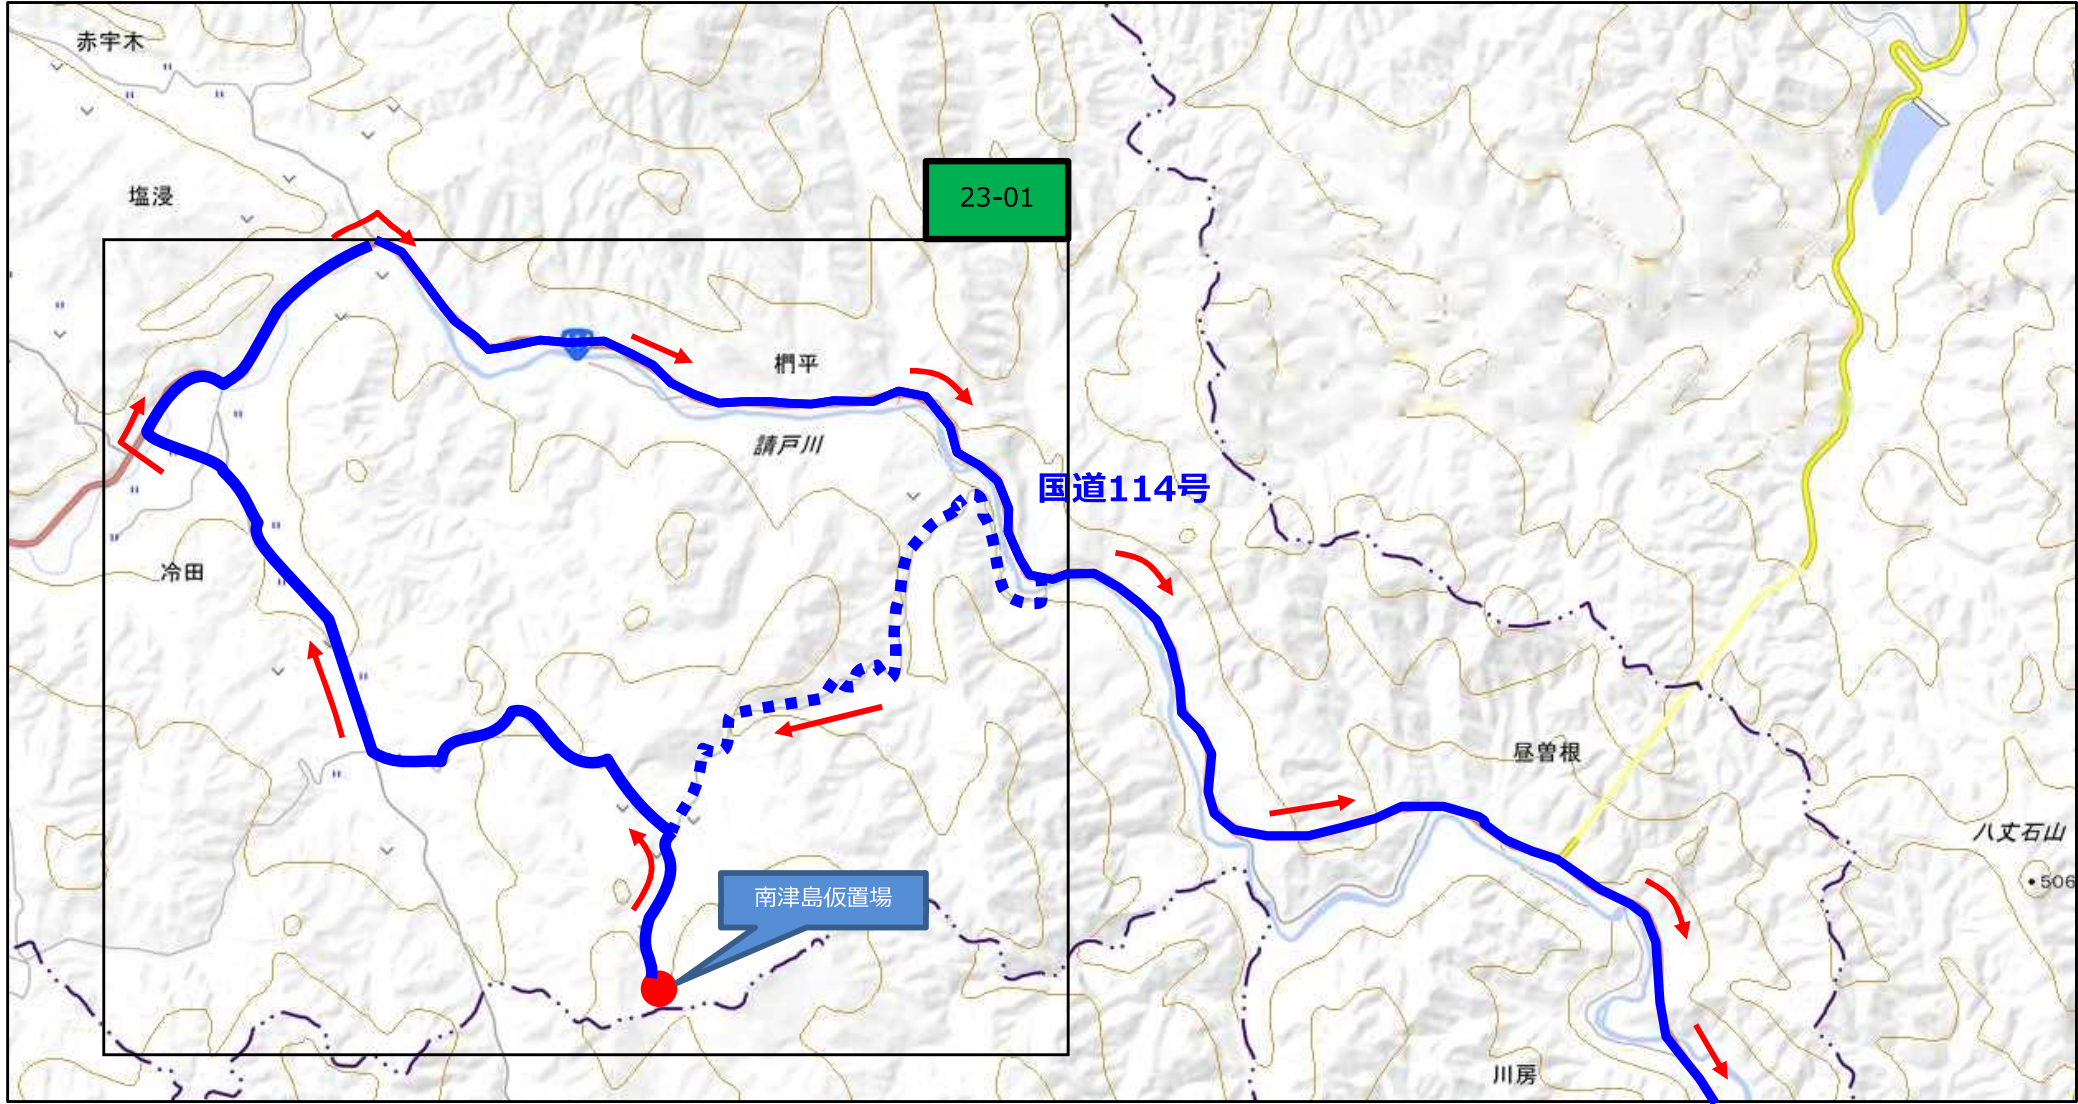 赤宇木
塩浸
23-01
椚平
請戸川
国道114号
冷田
昼曽根
八丈石山
506
南津島仮置場
川房